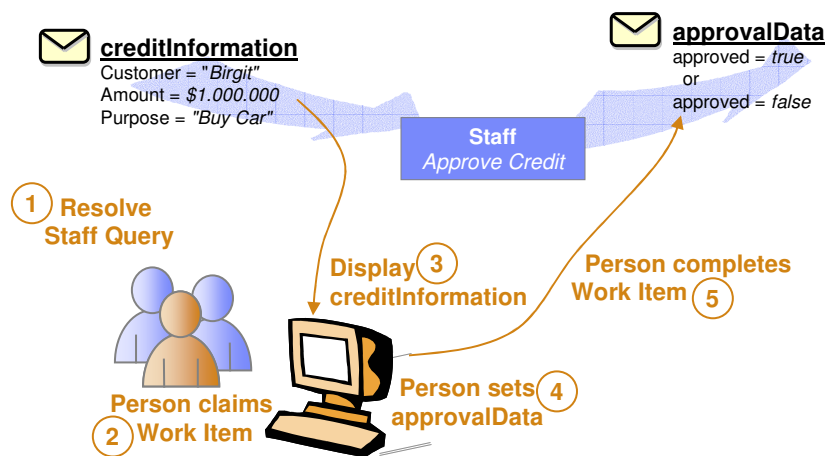 creditInformation
Customer = "Birgit"
Amount = $1.000.000
Purpose = "Buy Car"
approvalData
approved = true
or
approved = false
Staff
Approve Credit
1 Resolve
Staff Query
Display 3
creditInformation
Person completes
Work Item 5
Person sets 4
approvalData
Person claims
2 Work Item